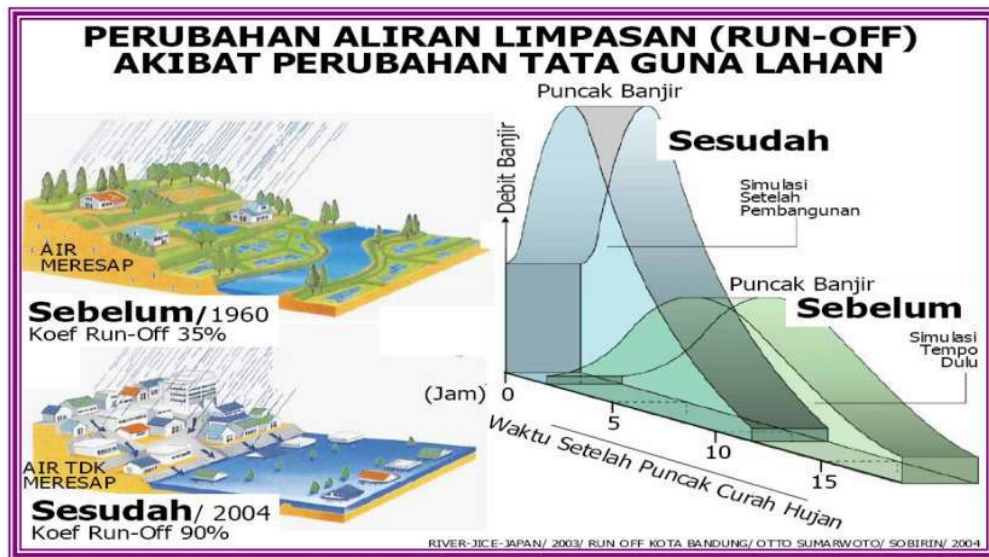 PERUBAHAN ALIRAN LIMPASAN (RUN-OFF)
AKIBAT PERUBAHAN TATA GUNA LAHAN
AIR
MERESAP
Sebelum/ 1960
Koef Run-Off 35%
AIR TDK
MERESAP
Sesudah/ 2004
Koef Run-Off 90%
Puncak Banjir
Sesudah
Debit Banjir
Simulasi
Setelah
Pembangunan
Puncak Banjir
Sebelum
Simulasi
Tempo
Dulu
(Jam) 0
5
10
15
Waktu Setelah Puncak Curah Hujan
RIVER-JICE-JAPAN/ 2003/ RUN OFF KOTA BANDUNG/ OTTO SUMARWOTO/ SOBIRIN/ 2004